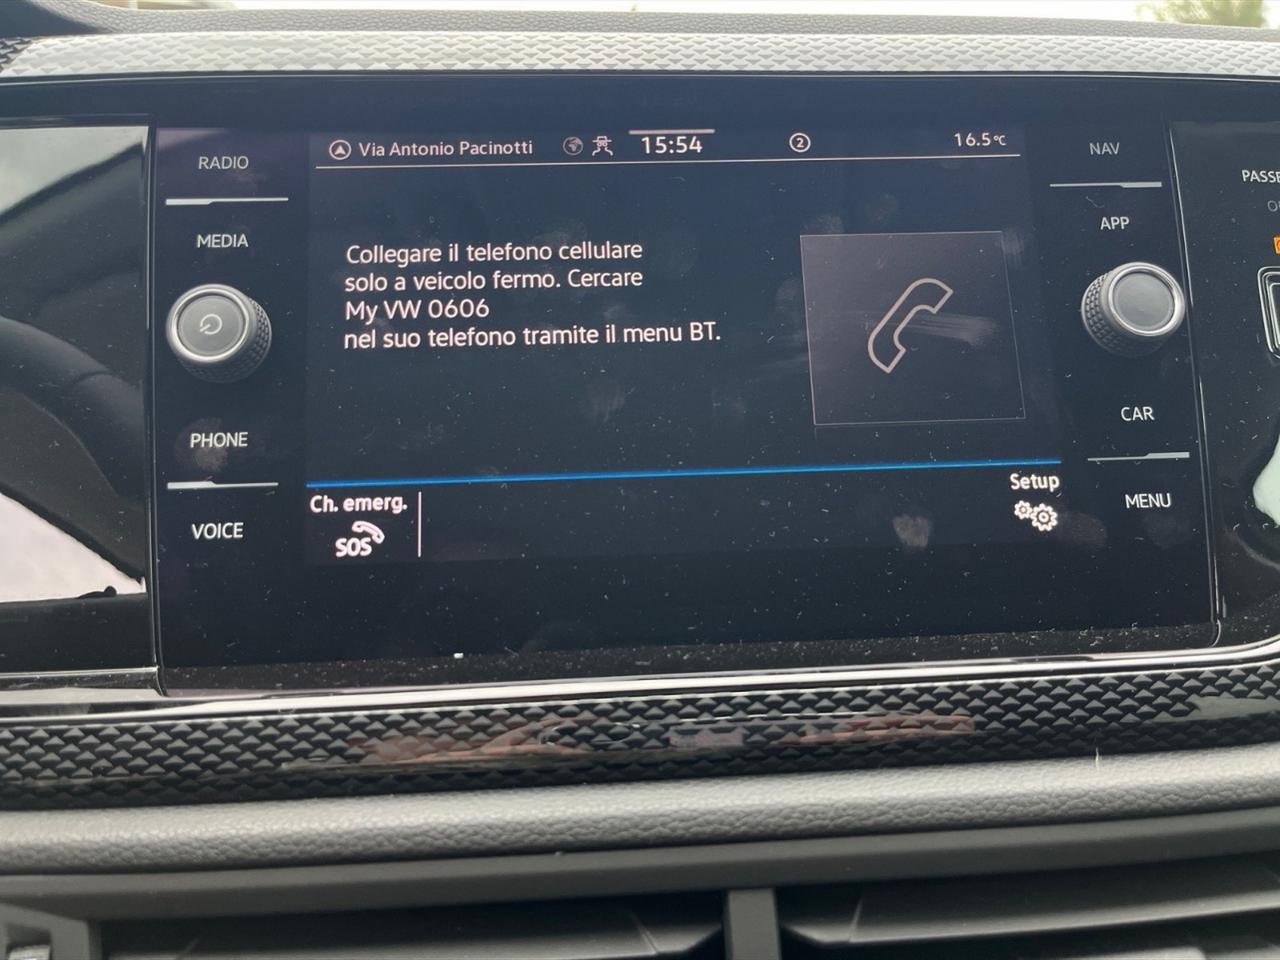 RADIO
MEDIA
PHONE
VOICE
Via Antonio Pacinotti
15:54
2
16.5°C
Collegare il telefono cellulare
solo a veicolo fermo. Cercare
My VW 0606
nel suo telefono tramite il menu BT.
Ch. emerg.
SOS
Setup
NAV
APP
CAR
MENU